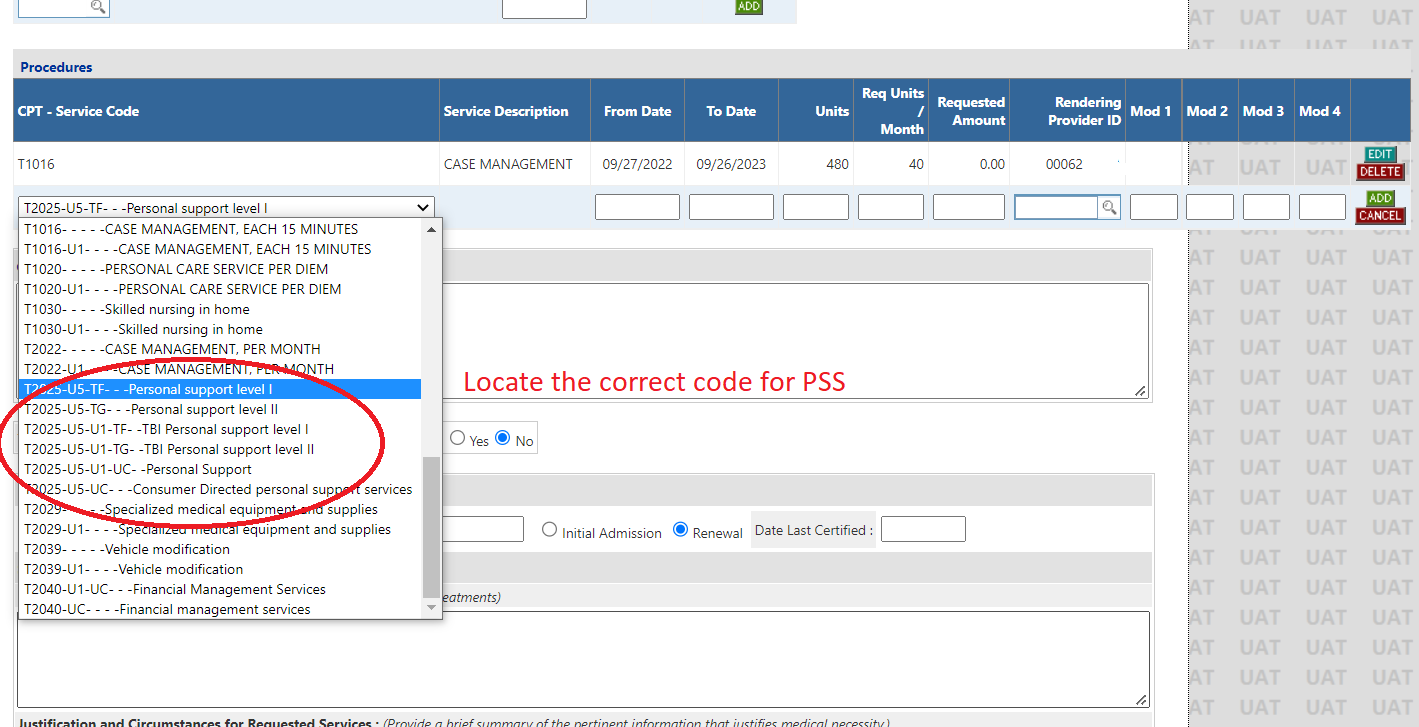 ADD
UAT UAT UAT UAT
Procedures
CPT - Service Code Service Description From Date To Date Units Req Units / Month Requested Amount Rendering Provider ID Mod 1 Mod 2 Mod 3 Mod 4
T1016 CASE MANAGEMENT 09/27/2022 09/26/2023 480 40 0.00 00062 EDIT
DELETE
T2025-U5-TF- - -Personal support level I ADD
CANCEL
T1016- - - - -CASE MANAGEMENT, EACH 15 MINUTES
T1016-U1- - - -CASE MANAGEMENT, EACH 15 MINUTES
T1020- - - - -PERSONAL CARE SERVICE PER DIEM
T1020-U1- - - -PERSONAL CARE SERVICE PER DIEM
T1030- - - - -Skilled nursing in home
T1030-U1- - - -Skilled nursing in home
T2022- - - - -CASE MANAGEMENT, PER MONTH
T2022-U1- - - -CASE MANAGEMENT, PER MONTH
T2025-U5-TF- - -Personal support level I
Locate the correct code for PSS
T2025-U5-TG- - -Personal support level II
T2025-U5-U1-TF- -TBI Personal support level I
T2025-U5-U1-TG- -TBI Personal support level II
Yes No
T2025-U5-U1-UC- -Personal Support
T2025-U5-UC- - -Consumer Directed personal support services
T2029- - - - -Specialized medical equipment and supplies
T2029-U1- - - -Specialized medical equipment and supplies
Initial Admission Renewal Date Last Certified :
T2039- - - - -Vehicle modification
T2039-U1- - - -Vehicle modification
T2040-U1-UC- - -Financial Management Services
eatments)
T2040-UC- - - -Financial management services
Justification and Circumstances for Requested Services : (Provide a brief summary of the pertinent information that justifies medical necessity.)